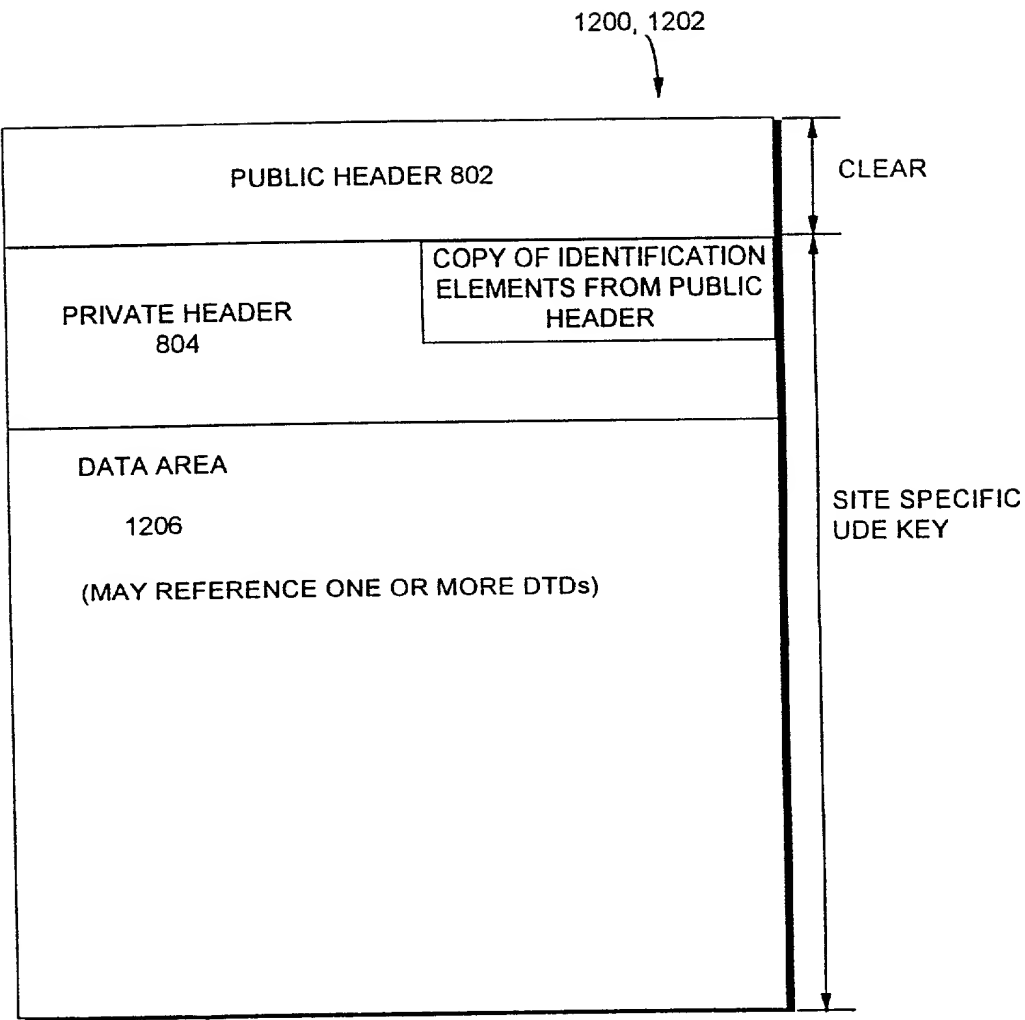 1200, 1202
PUBLIC HEADER 802
CLEAR
COPY OF IDENTIFICATION
ELEMENTS FROM PUBLIC
HEADER
PRIVATE HEADER
804
DATA AREA
1206
(MAY REFERENCE ONE OR MORE DTDs)
SITE SPECIFIC
UDE KEY